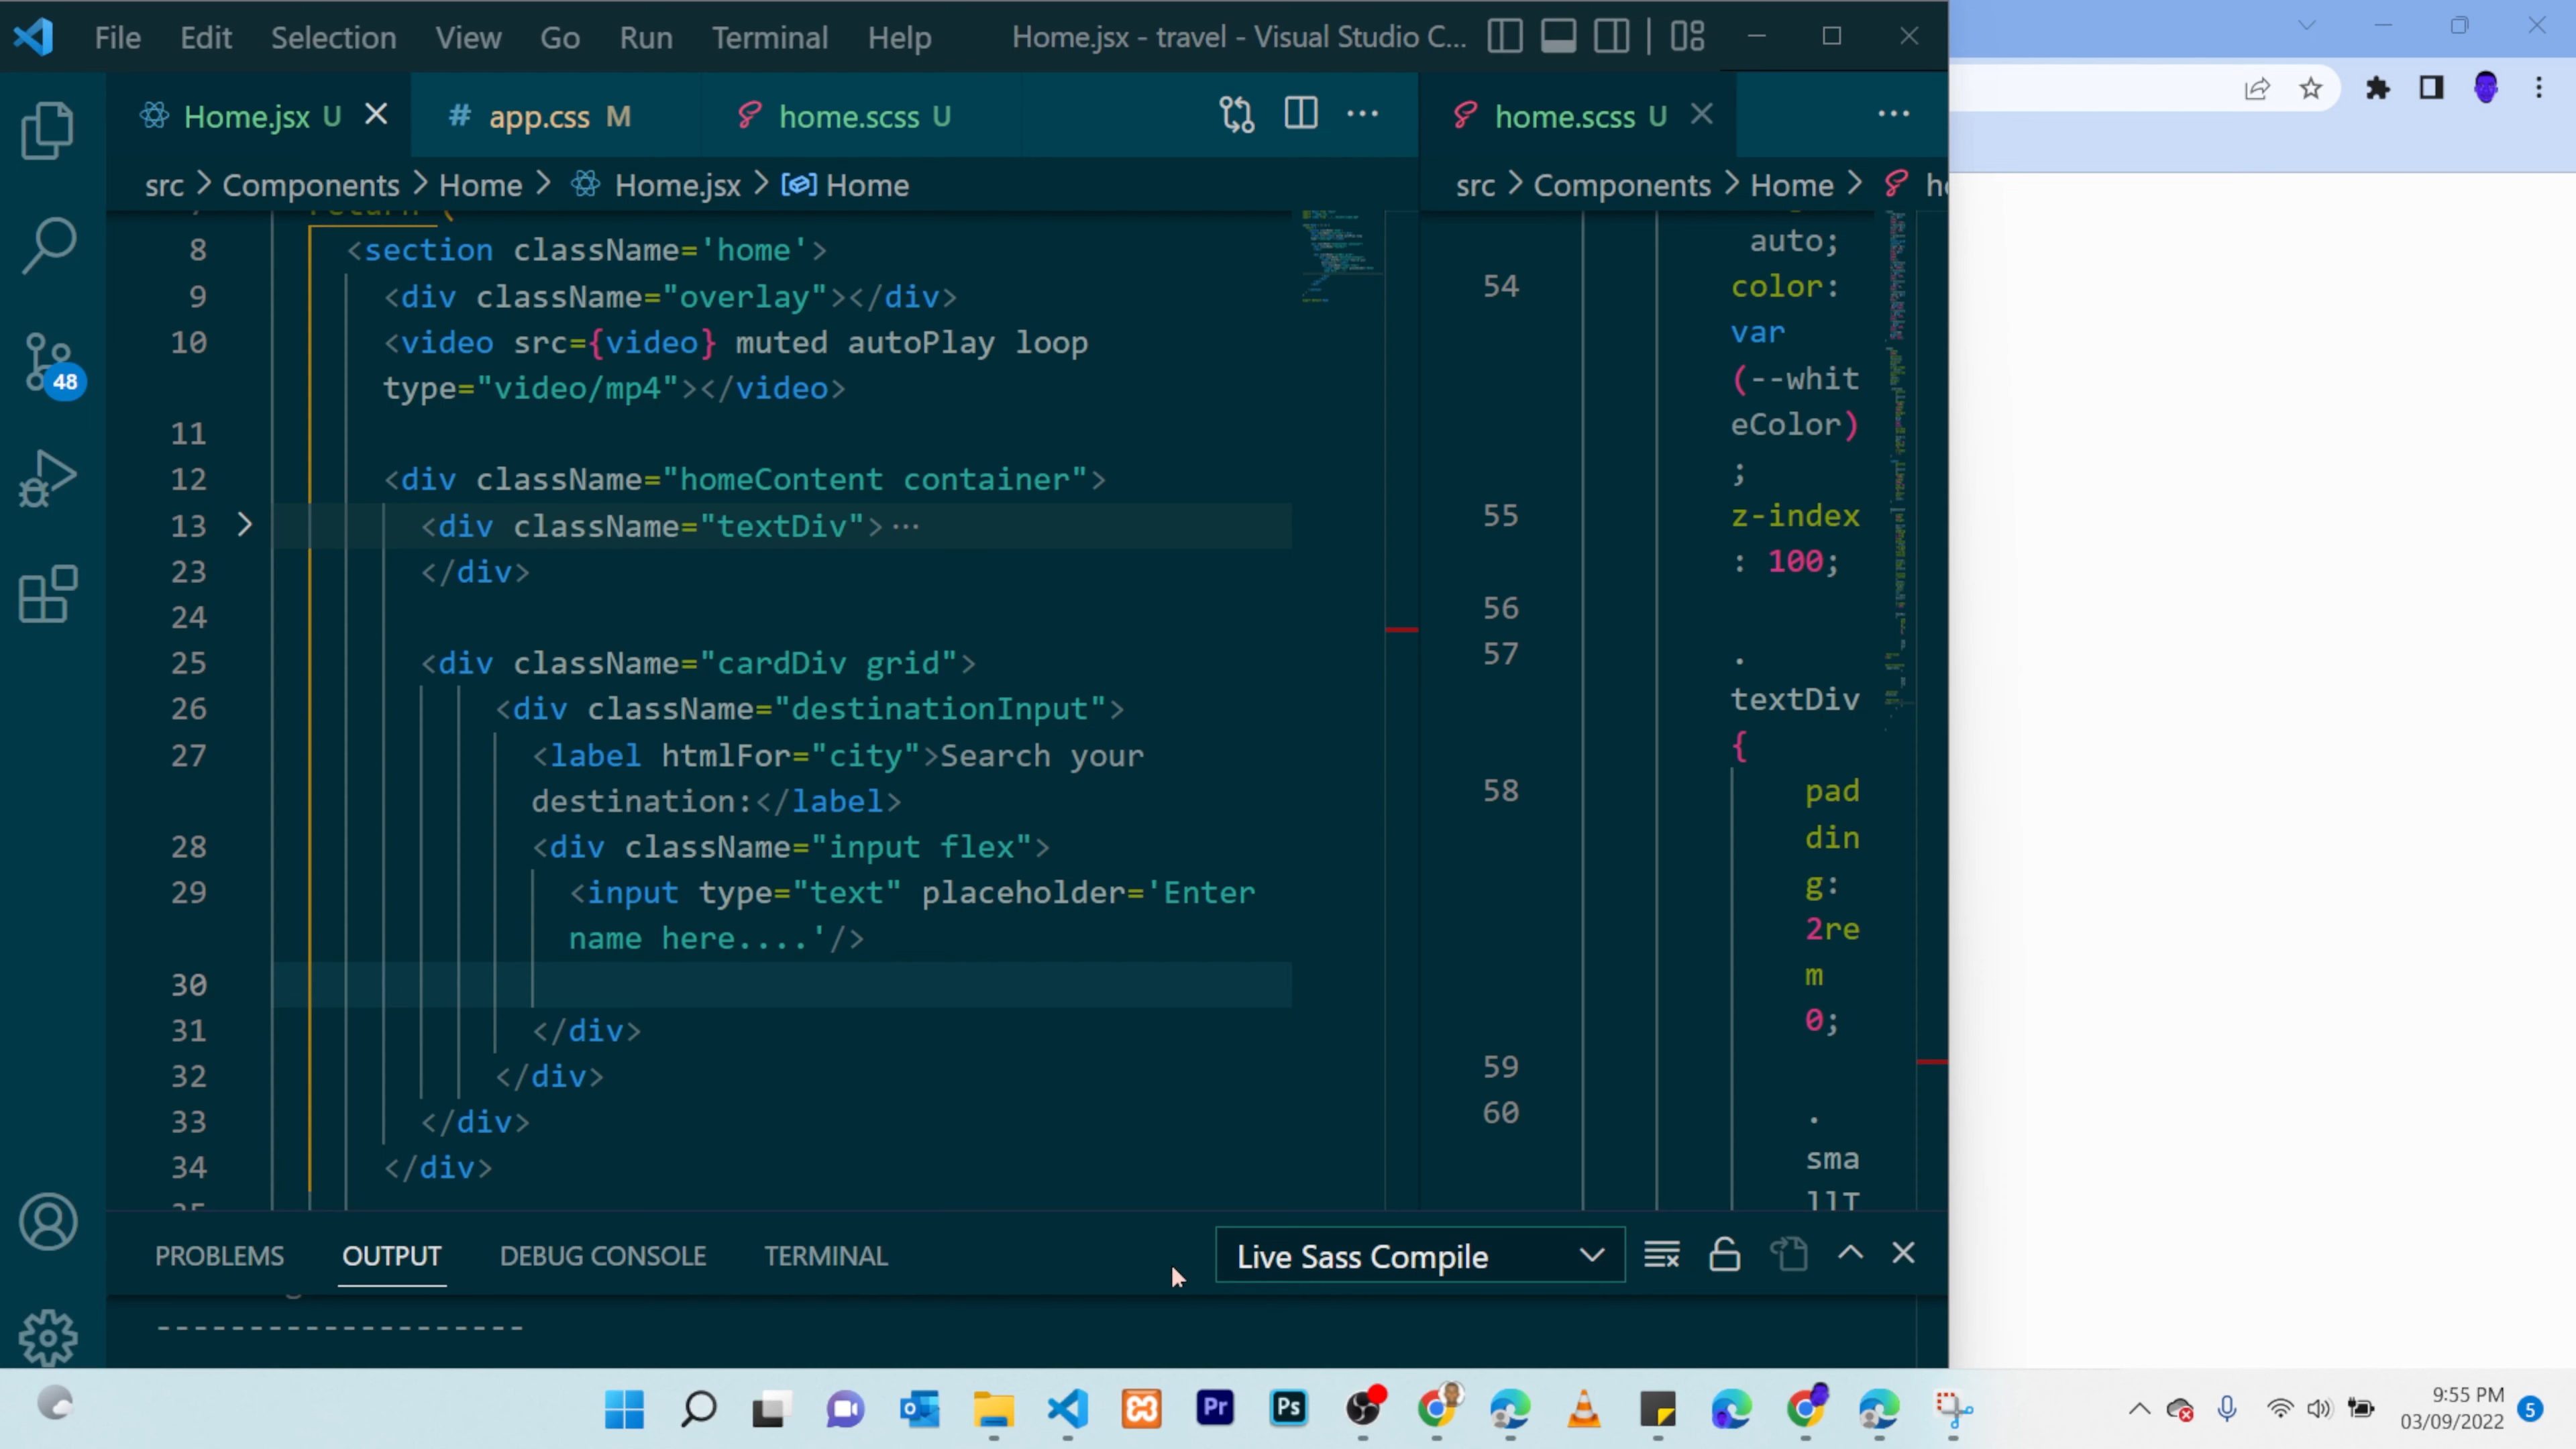 File Edit Selection View Go Run Terminal Help Home.jsx - travel - Visual Studio C...
Home.jsx U
# app.css M
home.scss U
home.scss U
src > Components > Home > Home.jsx > Home
8 <section className='home'>
9 <div className="overlay"></div>
10 <video src={video} muted autoPlay loop
type="video/mp4"></video>
11
12 <div className="homeContent container">
13 <div className="textDiv">···
23 </div>
24
25 <div className="cardDiv grid">
26 <div className="destinationInput">
27 <label htmlFor="city">Search your
destination:</label>
28 <div className="input flex">
29 <input type="text" placeholder='Enter
name here....'/>
30
31 </div>
32 </div>
33 </div>
34 </div>
src > Components > Home >
auto;
54 color:
var
(--whit
eColor)
;
55 z-index
: 100;
56
57 .
textDiv
{
58 pad
din
g:
2re
m
0;
59
60 .
sma
llT
48
PROBLEMS OUTPUT DEBUG CONSOLE TERMINAL Live Sass Compile
--------------------
Pr
Ps
9:55 PM
03/09/2022
5